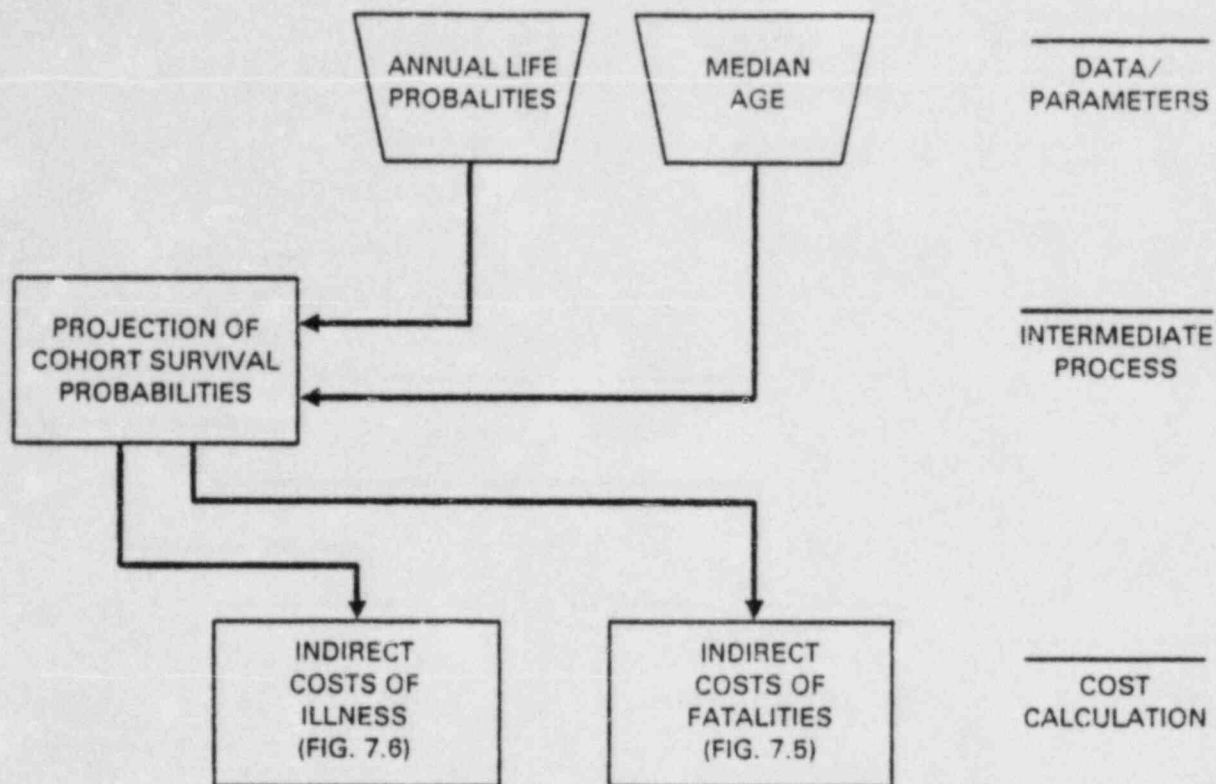 ANNUAL LIFE
PROBALITIES
MEDIAN
AGE
DATA/
PARAMETERS
PROJECTION OF
COHORT SURVIVAL
PROBABILITIES
INTERMEDIATE
PROCESS
INDIRECT
COSTS OF
ILLNESS
(FIG. 7.6)
INDIRECT
COSTS OF
FATALITIES
(FIG. 7.5)
COST
CALCULATION